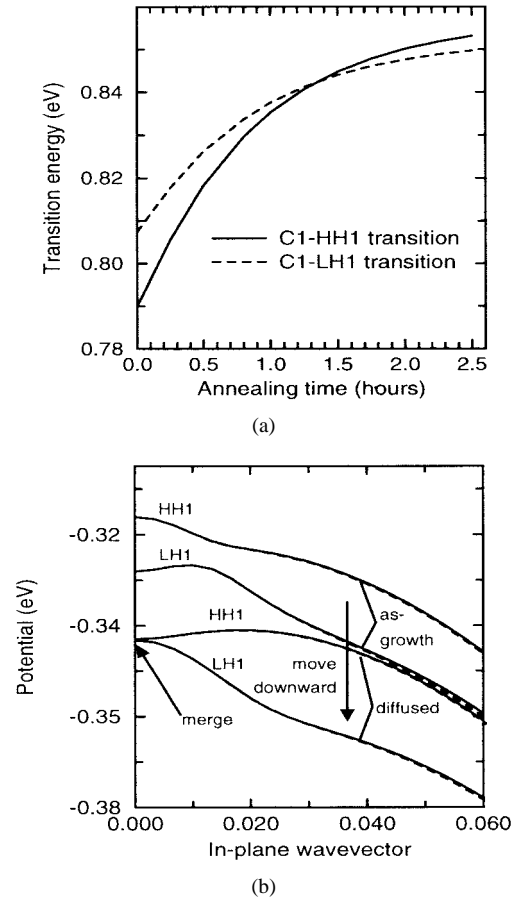 0.84
0.82
0.80
0.78
Transition energy (eV)
C1-HH1 transition
C1-LH1 transition
0.0 0.5 1.0 1.5 2.0 2.5
Annealing time (hours)
(a)
-0.32
-0.34
-0.35
-0.38
Potential (eV)
HH1
LH1
HH1
LH1
as-
growth
move
downward
diffused
merge
0.000 0.020 0.040 0.060
In-plane wavevector
(b)